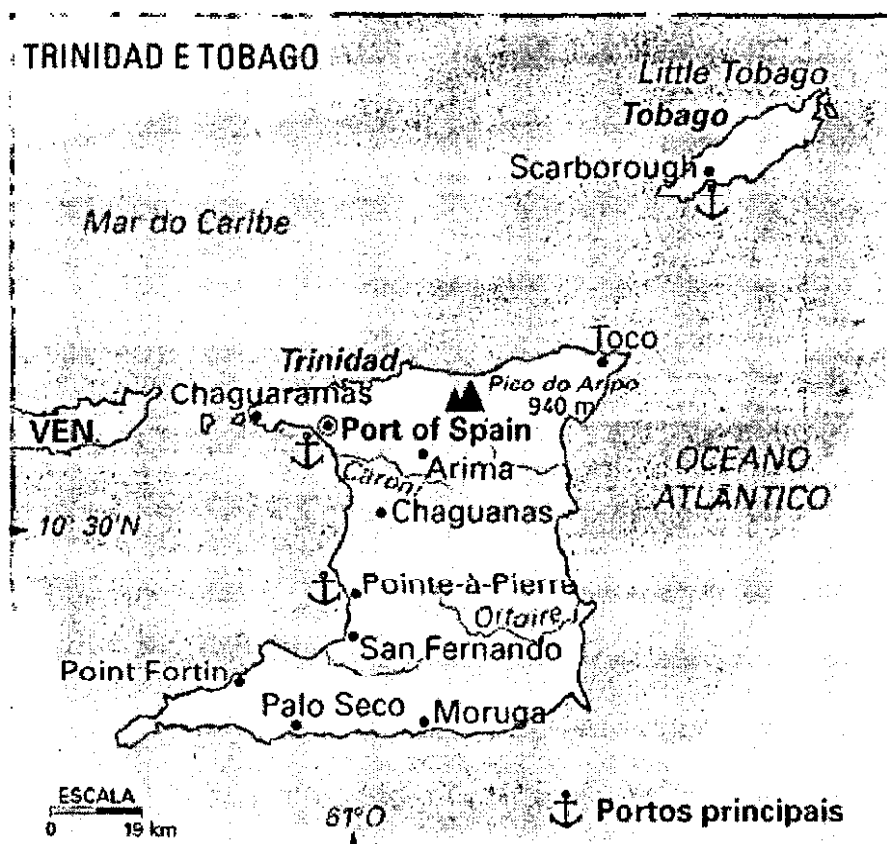 TRINIDAD E TOBAGO
Little Tobago
Tobago
Scarborough
Mar do Caribe
Toco
Trinidad
Pico do Aripo
940 m
Chaguaramas
VEN.
Port of Spain
Arima
Caroni
OCEANO
ATLÂNTICO
Chaguanas
10° 30'N
Pointe-à-Pierre
Ortoire
San Fernando
Point Fortin
Palo Seco
Moruga
ESCALA
0 19 km
61°O
Portos principais